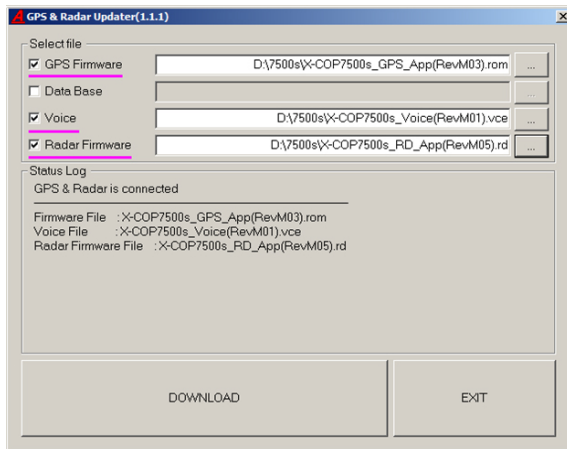 GPS & Radar Updater(1.1.1)
Select file
GPS Firmware D:\7500s\X-COP7500s_GPS_App(RevM03).rom ...
Data Base ...
Voice D:\7500s\X-COP7500s_Voice(RevM01).vce ...
Radar Firmware D:\7500s\X-COP7500s_RD_App(RevM05).rd ...
Status Log
GPS & Radar is connected
Firmware File : X-COP7500s_GPS_App(RevM03).rom
Voice File : X-COP7500s_Voice(RevM01).vce
Radar Firmware File : X-COP7500s_RD_App(RevM05).rd
DOWNLOAD EXIT